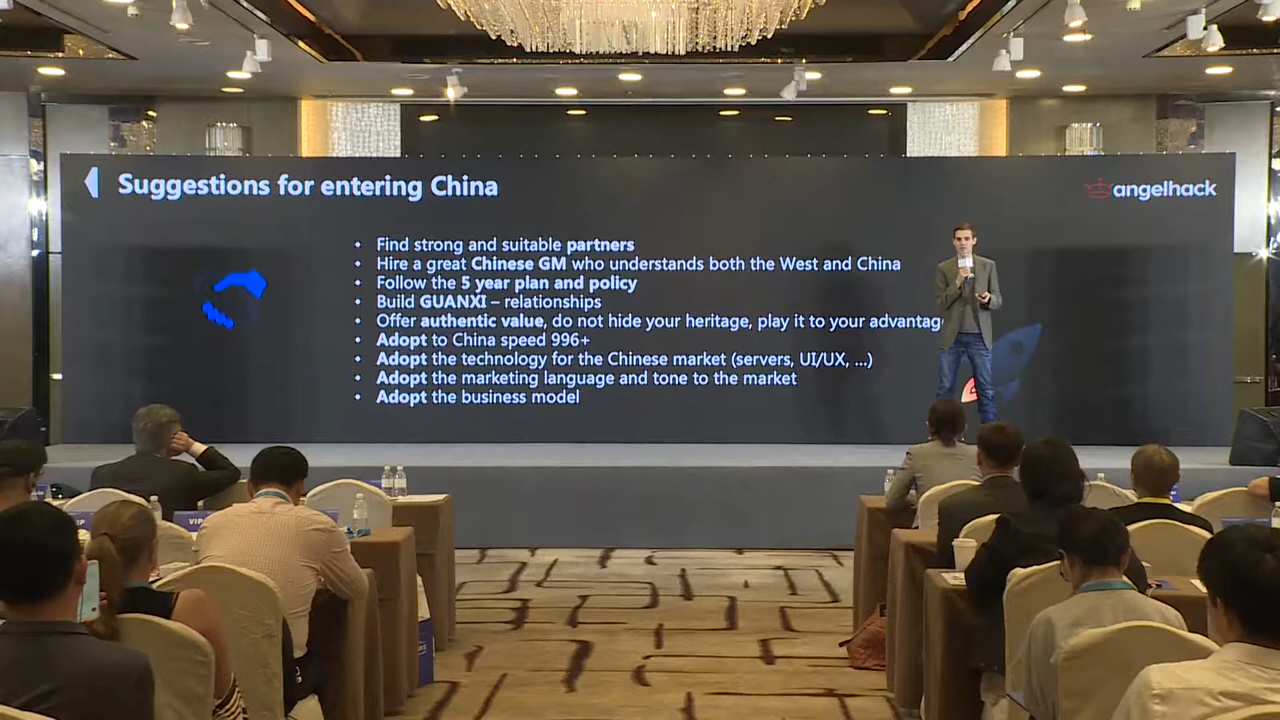 Suggestions for entering China
angelhack
• Find strong and suitable partners
• Hire a great Chinese GM who understands both the West and China
• Follow the 5 year plan and policy
• Build GUANXI – relationships
• Offer authentic value, do not hide your heritage, play it to your advantag
• Adopt to China speed 996+
• Adopt the technology for the Chinese market (servers, UI/UX, ...)
• Adopt the marketing language and tone to the market
• Adopt the business model
VIP
VIP